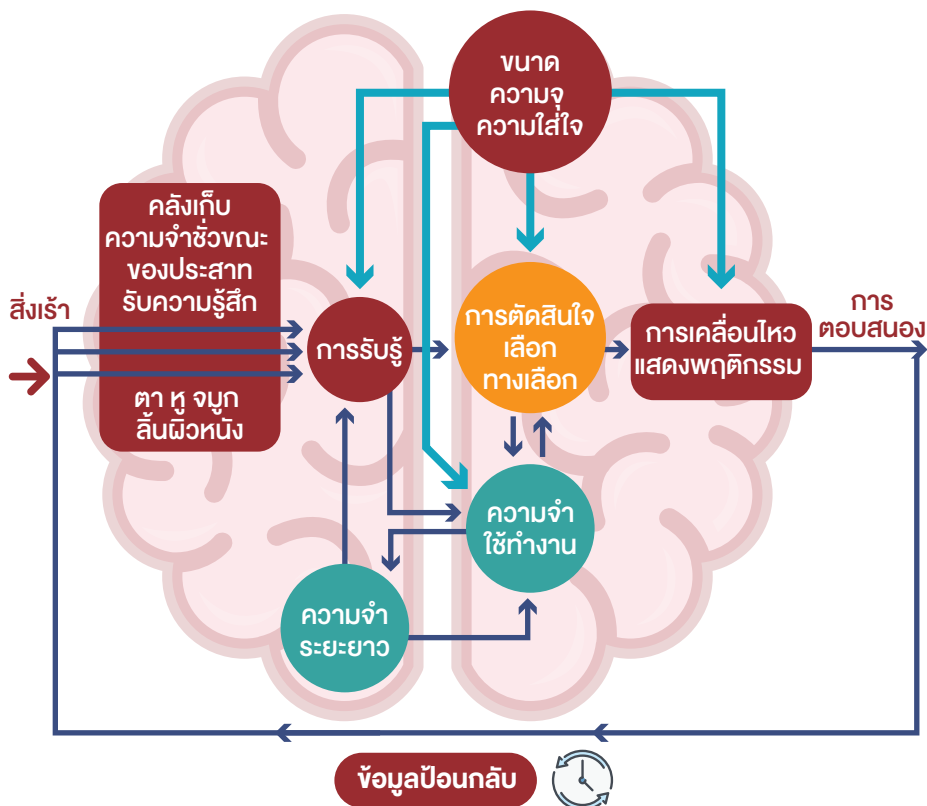 ขนาด
ความจุ
ความใส่ใจ
คลังเก็บ
ความจำชั่วขณะ
ของประสาท
รับความรู้สึก
ตา หู จมูก
ลิ้นผิวหนัง
สิ่งเร้า
การรับรู้
การตัดสินใจ
เลือก
ทางเลือก
การเคลื่อนไหว
แสดงพฤติกรรม
การ
ตอบสนอง
ความจำ
ใช้ทำงาน
ความจำ
ระยะยาว
ข้อมูลป้อนกลับ